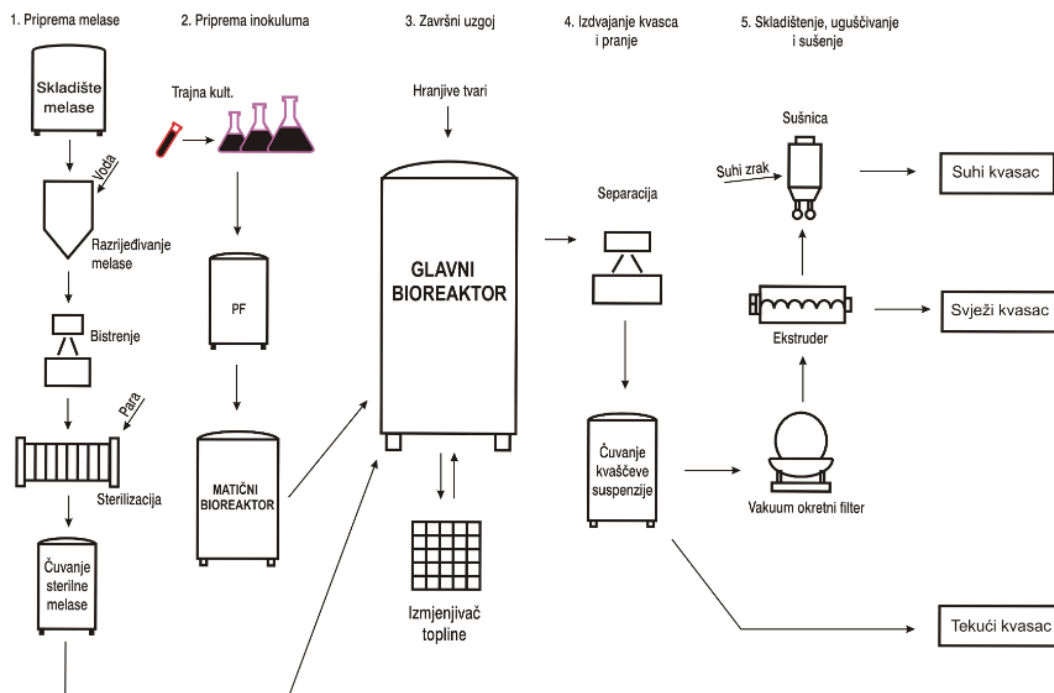 1. Priprema melase
2. Priprema inokuluma
3. Završni uzgoj
4. Izdvajanje kvasca
i pranje
5. Skladištenje, ugušćivanje
i sušenje
Skladište
melase
Voda
Razrijeđivanje
melase
Bistrenje
Para
Sterilizacija
Čuvanje
sterilne
melase
Trajna kult.
PF
MATIČNI
BIOREAKTOR
Hranjive tvari
GLAVNI
BIOREAKTOR
Izmjenjivač
topline
Separacija
Čuvanje
kvaščeve
suspenzije
Sušnica
Suhi zrak
Ekstruder
Vakuum okretni filter
Suhi kvasac
Svježi kvasac
Tekući kvasac